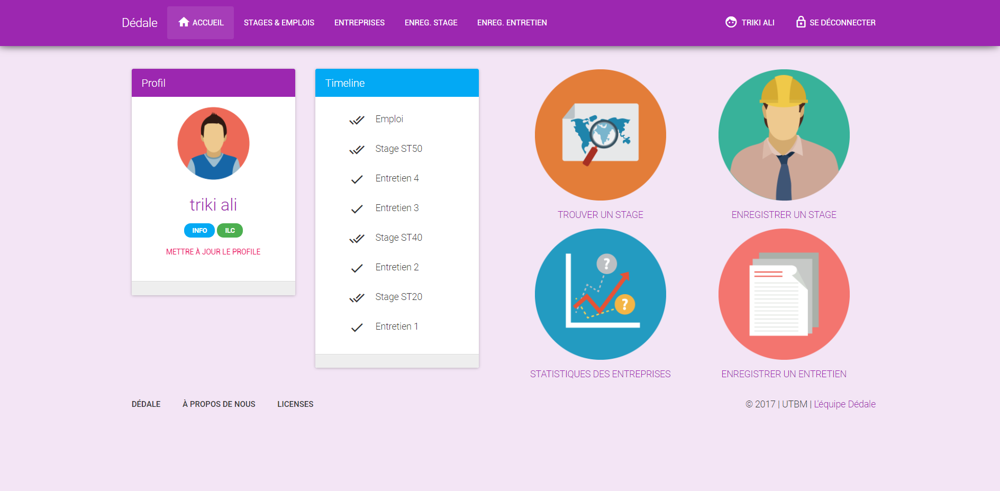 Dédale
ACCUEIL
STAGES & EMPLOIS
ENTREPRISES
ENREG. STAGE
ENREG. ENTRETIEN
TRIKI ALI
SE DÉCONNECTER
Profil
triki ali
INFO
ILC
METTRE À JOUR LE PROFILE
Timeline
Emploi
Stage ST50
Entretien 4
Entretien 3
Stage ST40
Entretien 2
Stage ST20
Entretien 1
TROUVER UN STAGE
ENREGISTRER UN STAGE
?
?
STATISTIQUES DES ENTREPRISES
ENREGISTRER UN ENTRETIEN
DÉDALE
À PROPOS DE NOUS
LICENSES
© 2017 | UTBM | L'équipe Dédale